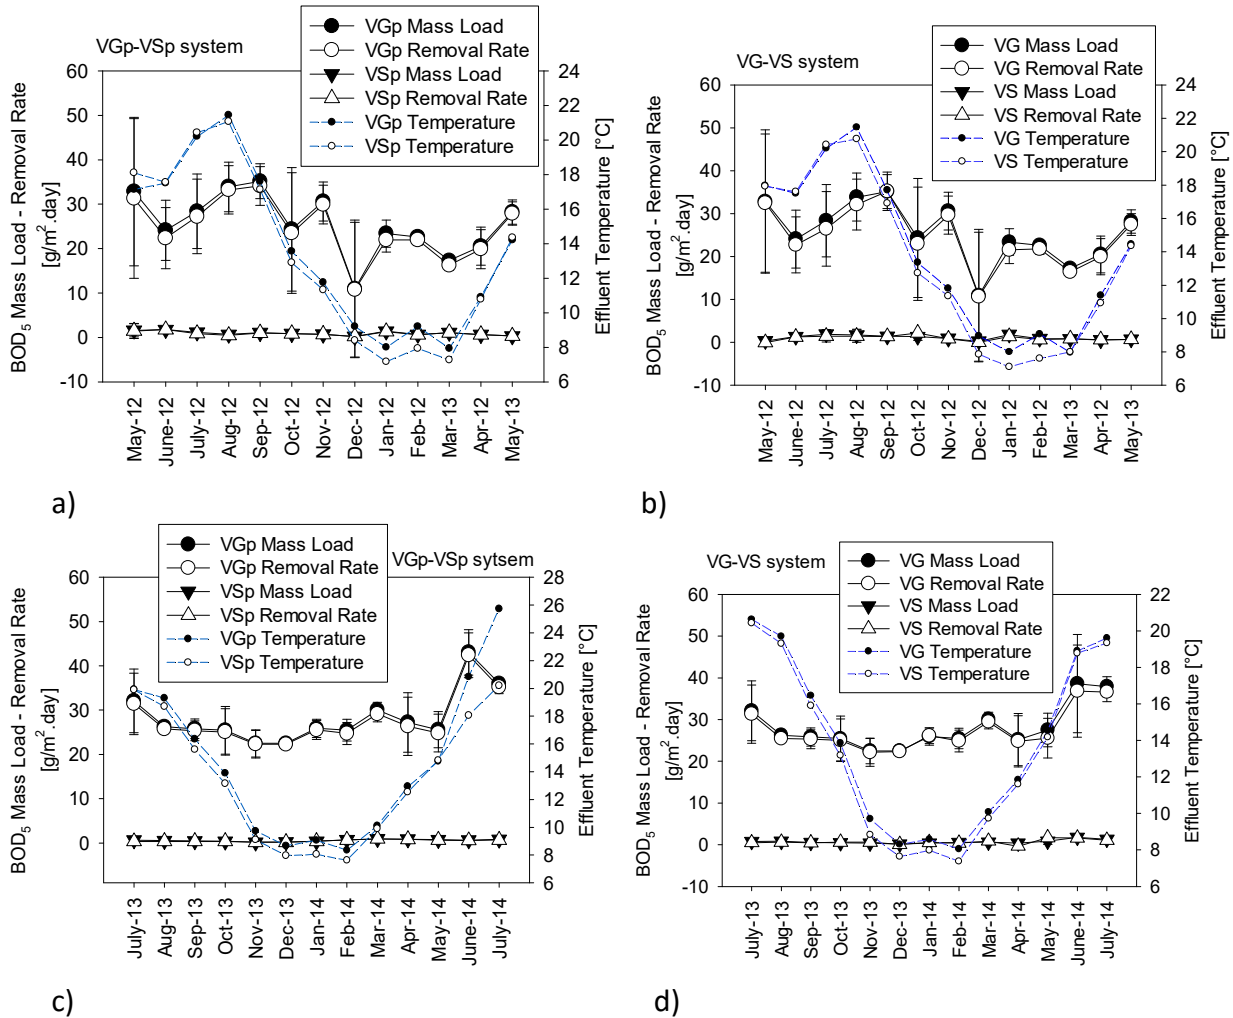 VGp-VSp system
VGp Mass Load
VGp Removal Rate
VSp Mass Load
VSp Removal Rate
VGp Temperature
VSp Temperature
BOD5 Mass Load - Removal Rate
[g/m2.day]
60
50
40
30
20
10
0
-10
24
22
20
18
16
14
12
10
8
6
Effluent Temperature [°C]
May-12
June-12
July-12
Aug-12
Sep-12
Oct-12
Nov-12
Dec-12
Jan-12
Feb-12
Mar-13
Apr-12
May-13
a)
VG-VS system
VG Mass Load
VG Removal Rate
VS Mass Load
VS Removal Rate
VG Temperature
VS Temperature
BOD5 Mass Load - Removal Rate
[g/m2.day]
60
50
40
30
20
10
0
-10
24
22
20
18
16
14
12
10
8
6
Effluent Temperature [°C]
May-12
June-12
July-12
Aug-12
Sep-12
Oct-12
Nov-12
Dec-12
Jan-12
Feb-12
Mar-13
Apr-12
May-13
b)
VGp Mass Load
VGp Removal Rate
VSp Mass Load
VSp Removal Rate
VGp Temperature
VSp Temperature
VGp-VSp sytsem
BOD5 Mass Load - Removal Rate
[g/m2.day]
60
50
40
30
20
10
0
28
26
24
22
20
18
16
14
12
10
8
6
Effluent Temperature [°C]
July-13
Aug-13
Sep-13
Oct-13
Nov-13
Dec-13
Jan-14
Feb-14
Mar-14
Apr-14
May-14
June-14
July-14
c)
VG-VS system
VG Mass Load
VG Removal Rate
VS Mass Load
VS Removal Rate
VG Temperature
VS Temperature
BOD5 Mass Load - Removal Rate
[g/m2.day]
60
50
40
30
20
10
0
-10
22
20
18
16
14
12
10
8
6
Effluent Temperature [°C]
July-13
Aug-13
Sep-13
Oct-13
Nov-13
Dec-13
Jan-14
Feb-14
Mar-14
Apr-14
May-14
June-14
July-14
d)